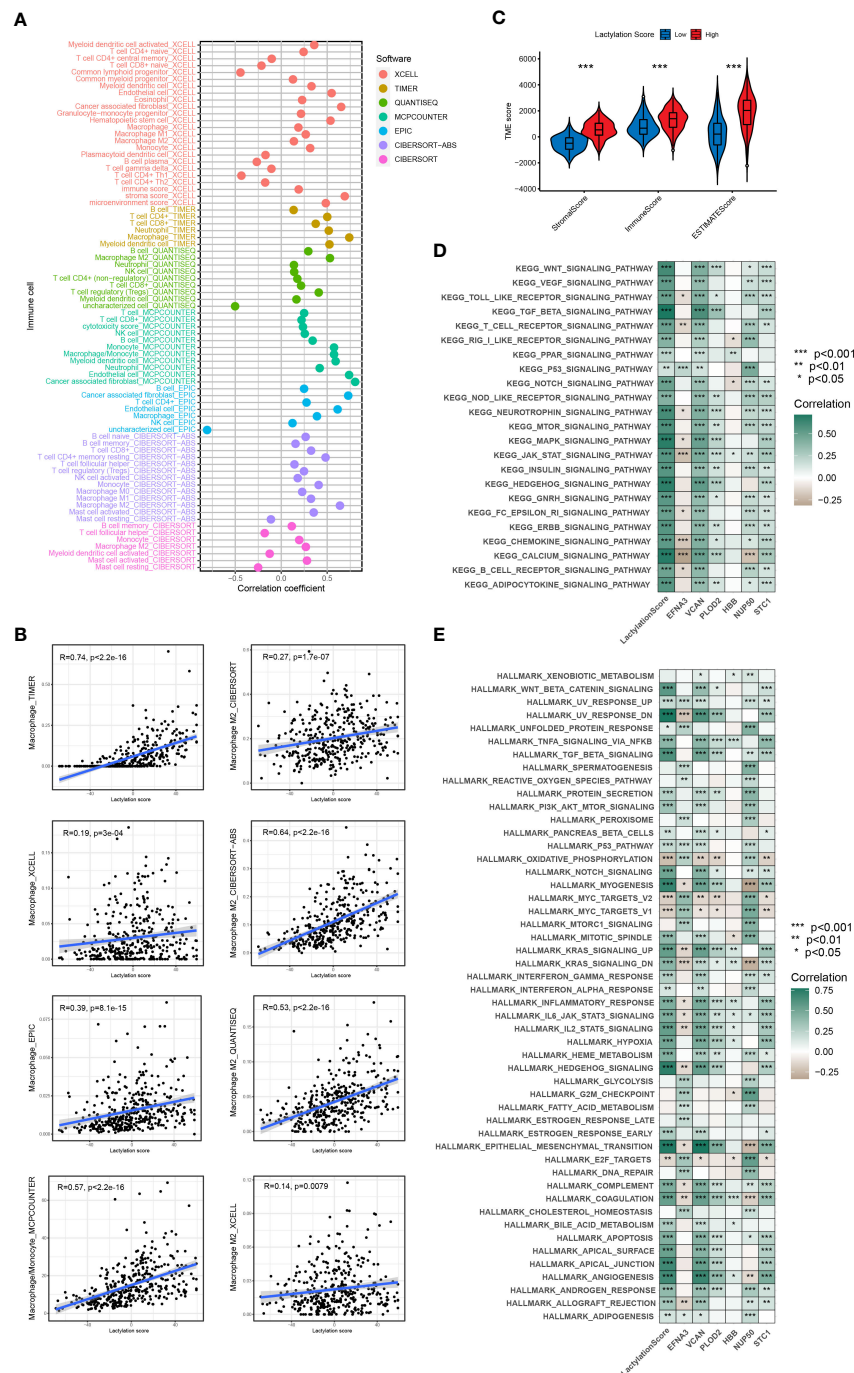 A
Myeloid dendritic cell activated_XCELL
T cell CD4+ naive_XCELL
T cell CD4+ central memory_XCELL
T cell CD8+ naive_XCELL
Common lymphoid progenitor_XCELL
Common myeloid progenitor_XCELL
Myeloid dendritic cell_XCELL
Endothelial cell_XCELL
Eosinophil_XCELL
Cancer associated fibroblast_XCELL
Granulocyte-monocyte progenitor_XCELL
Hematopoietic stem cell_XCELL
Macrophage_XCELL
Macrophage M1_XCELL
Macrophage M2_XCELL
Monocyte_XCELL
Plasmacytoid dendritic cell_XCELL
B cell plasma_XCELL
T cell gamma delta_XCELL
T cell CD4+ Th1_XCELL
T cell CD4+ Th2_XCELL
immune score_XCELL
stroma score_XCELL
microenvironment score_XCELL
B cell_TIMER
T cell CD4+_TIMER
T cell CD8+_TIMER
Neutrophil_TIMER
Macrophage_TIMER
Myeloid dendritic cell_TIMER
B cell_QUANTISEQ
Macrophage M2_QUANTISEQ
Neutrophil_QUANTISEQ
NK cell_QUANTISEQ
T cell CD4+ (non-regulatory)_QUANTISEQ
T cell CD8+_QUANTISEQ
T cell regulatory (Tregs)_QUANTISEQ
Myeloid dendritic cell_QUANTISEQ
uncharacterized cell_QUANTISEQ
T cell_MCPCOUNTER
T cell CD8+_MCPCOUNTER
cytotoxicity score_MCPCOUNTER
NK cell_MCPCOUNTER
B cell_MCPCOUNTER
Monocyte_MCPCOUNTER
Macrophage/Monocyte_MCPCOUNTER
Myeloid dendritic cell_MCPCOUNTER
Neutrophil_MCPCOUNTER
Endothelial cell_MCPCOUNTER
Cancer associated fibroblast_MCPCOUNTER
B cell_EPIC
Cancer associated fibroblast_EPIC
T cell CD4+_EPIC
Endothelial cell_EPIC
Macrophage_EPIC
NK cell_EPIC
uncharacterized cell_EPIC
B cell naive_CIBERSORT-ABS
B cell memory_CIBERSORT-ABS
T cell CD8+_CIBERSORT-ABS
T cell CD4+ memory resting_CIBERSORT-ABS
T cell follicular helper_CIBERSORT-ABS
T cell regulatory (Tregs)_CIBERSORT-ABS
NK cell activated_CIBERSORT-ABS
Monocyte_CIBERSORT-ABS
Macrophage M0_CIBERSORT-ABS
Macrophage M1_CIBERSORT-ABS
Macrophage M2_CIBERSORT-ABS
Mast cell activated_CIBERSORT-ABS
Mast cell resting_CIBERSORT-ABS
B cell memory_CIBERSORT
T cell follicular helper_CIBERSORT
Monocyte_CIBERSORT
Macrophage M2_CIBERSORT
Myeloid dendritic cell activated_CIBERSORT
Mast cell activated_CIBERSORT
Mast cell resting_CIBERSORT
Immune cell
−0.5 0.0 0.5
Correlation coefficient
Software
XCELL
TIMER
QUANTISEQ
MCPCOUNTER
EPIC
CIBERSORT-ABS
CIBERSORT
B
R=0.74, p<2.2e-16
Macrophage_TIMER
Lactylation score
R=0.27, p=1.7e-07
Macrophage M2_CIBERSORT
Lactylation score
R=0.19, p=3e-04
Macrophage_XCELL
Lactylation score
R=0.64, p<2.2e-16
Macrophage M2_CIBERSORT-ABS
Lactylation score
R=0.39, p=8.1e-15
Macrophage_EPIC
Lactylation score
R=0.53, p<2.2e-16
Macrophage M2_QUANTISEQ
Lactylation score
R=0.57, p<2.2e-16
Macrophage/Monocyte_MCPCOUNTER
Lactylation score
R=0.14, p=0.0079
Macrophage M2_XCELL
Lactylation score
C
Lactylation Score Low High
*** *** ***
TME score
6000
4000
2000
0
−2000
−4000
StromalScore
ImmuneScore
ESTIMATEScore
D
KEGG_WNT_SIGNALING_PATHWAY
KEGG_VEGF_SIGNALING_PATHWAY
KEGG_TOLL_LIKE_RECEPTOR_SIGNALING_PATHWAY
KEGG_TGF_BETA_SIGNALING_PATHWAY
KEGG_T_CELL_RECEPTOR_SIGNALING_PATHWAY
KEGG_RIG_I_LIKE_RECEPTOR_SIGNALING_PATHWAY
KEGG_PPAR_SIGNALING_PATHWAY
KEGG_P53_SIGNALING_PATHWAY
KEGG_NOTCH_SIGNALING_PATHWAY
KEGG_NOD_LIKE_RECEPTOR_SIGNALING_PATHWAY
KEGG_NEUROTROPHIN_SIGNALING_PATHWAY
KEGG_MTOR_SIGNALING_PATHWAY
KEGG_MAPK_SIGNALING_PATHWAY
KEGG_JAK_STAT_SIGNALING_PATHWAY
KEGG_INSULIN_SIGNALING_PATHWAY
KEGG_HEDGEHOG_SIGNALING_PATHWAY
KEGG_GNRH_SIGNALING_PATHWAY
KEGG_FC_EPSILON_RI_SIGNALING_PATHWAY
KEGG_ERBB_SIGNALING_PATHWAY
KEGG_CHEMOKINE_SIGNALING_PATHWAY
KEGG_CALCIUM_SIGNALING_PATHWAY
KEGG_B_CELL_RECEPTOR_SIGNALING_PATHWAY
KEGG_ADIPOCYTOKINE_SIGNALING_PATHWAY
LactylationScore
EFNA3
VCAN
PLOD2
HBB
NUP50
STC1
*** p<0.001
** p<0.01
* p<0.05
Correlation
0.50
0.25
0.00
−0.25
E
HALLMARK_XENOBIOTIC_METABOLISM
HALLMARK_WNT_BETA_CATENIN_SIGNALING
HALLMARK_UV_RESPONSE_UP
HALLMARK_UV_RESPONSE_DN
HALLMARK_UNFOLDED_PROTEIN_RESPONSE
HALLMARK_TNFA_SIGNALING_VIA_NFKB
HALLMARK_TGF_BETA_SIGNALING
HALLMARK_SPERMATOGENESIS
HALLMARK_REACTIVE_OXYGEN_SPECIES_PATHWAY
HALLMARK_PROTEIN_SECRETION
HALLMARK_PI3K_AKT_MTOR_SIGNALING
HALLMARK_PEROXISOME
HALLMARK_PANCREAS_BETA_CELLS
HALLMARK_P53_PATHWAY
HALLMARK_OXIDATIVE_PHOSPHORYLATION
HALLMARK_NOTCH_SIGNALING
HALLMARK_MYOGENESIS
HALLMARK_MYC_TARGETS_V2
HALLMARK_MYC_TARGETS_V1
HALLMARK_MTORC1_SIGNALING
HALLMARK_MITOTIC_SPINDLE
HALLMARK_KRAS_SIGNALING_UP
HALLMARK_KRAS_SIGNALING_DN
HALLMARK_INTERFERON_GAMMA_RESPONSE
HALLMARK_INTERFERON_ALPHA_RESPONSE
HALLMARK_INFLAMMATORY_RESPONSE
HALLMARK_IL6_JAK_STAT3_SIGNALING
HALLMARK_IL2_STAT5_SIGNALING
HALLMARK_HYPOXIA
HALLMARK_HEME_METABOLISM
HALLMARK_HEDGEHOG_SIGNALING
HALLMARK_GLYCOLYSIS
HALLMARK_G2M_CHECKPOINT
HALLMARK_FATTY_ACID_METABOLISM
HALLMARK_ESTROGEN_RESPONSE_LATE
HALLMARK_ESTROGEN_RESPONSE_EARLY
HALLMARK_EPITHELIAL_MESENCHYMAL_TRANSITION
HALLMARK_E2F_TARGETS
HALLMARK_DNA_REPAIR
HALLMARK_COMPLEMENT
HALLMARK_COAGULATION
HALLMARK_CHOLESTEROL_HOMEOSTASIS
HALLMARK_BILE_ACID_METABOLISM
HALLMARK_APOPTOSIS
HALLMARK_APICAL_SURFACE
HALLMARK_APICAL_JUNCTION
HALLMARK_ANGIOGENESIS
HALLMARK_ANDROGEN_RESPONSE
HALLMARK_ALLOGRAFT_REJECTION
HALLMARK_ADIPOGENESIS
LactylationScore
EFNA3
VCAN
PLOD2
HBB
NUP50
STC1
*** p<0.001
** p<0.01
* p<0.05
Correlation
0.75
0.50
0.25
0.00
−0.25